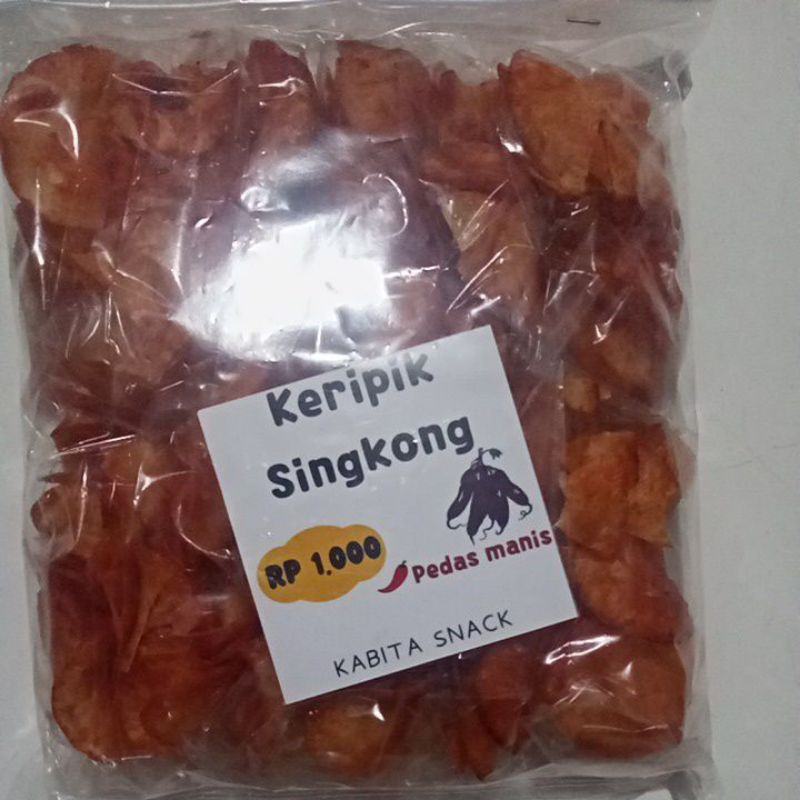 Keripik
Singkong
RP 1.000
Pedas manis
KABITA SNACK